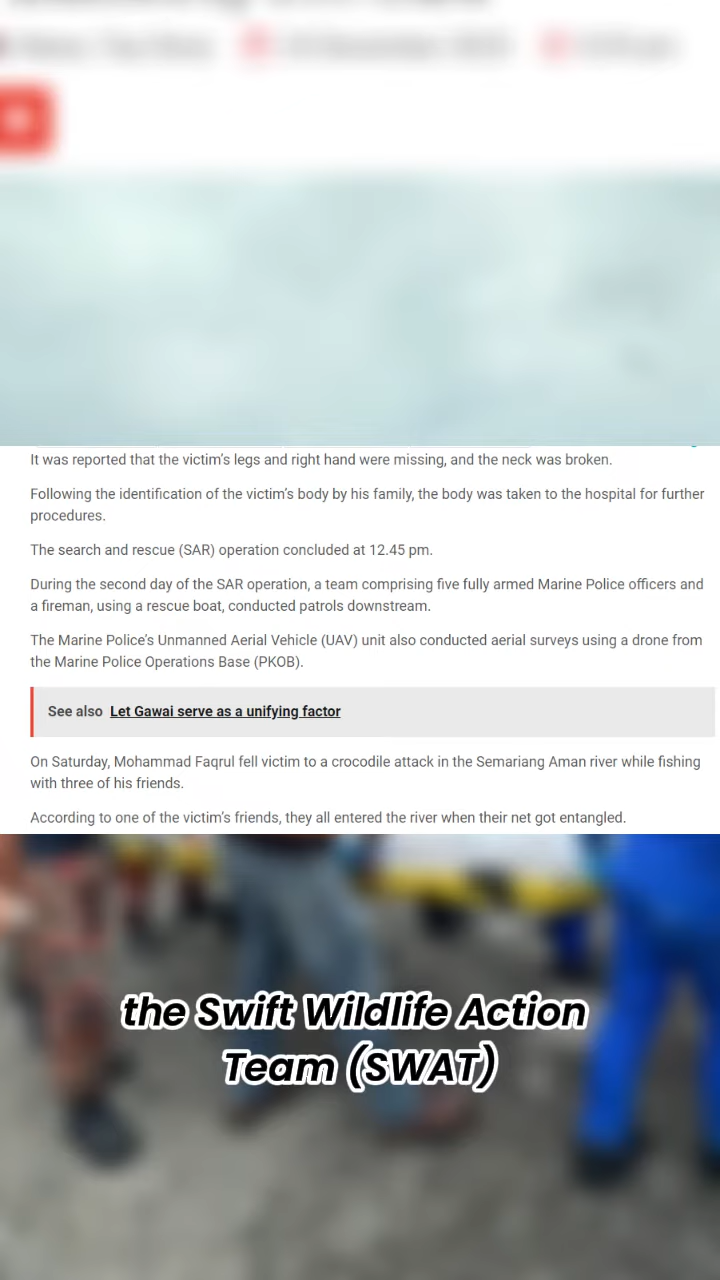 It was reported that the victim's legs and right hand were missing, and the neck was broken.
Following the identification of the victim's body by his family, the body was taken to the hospital for further
procedures.
The search and rescue (SAR) operation concluded at 12.45 pm.
During the second day of the SAR operation, a team comprising five fully armed Marine Police officers and
a fireman, using a rescue boat, conducted patrols downstream.
The Marine Police's Unmanned Aerial Vehicle (UAV) unit also conducted aerial surveys using a drone from
the Marine Police Operations Base (PKOB).
See also Let Gawai serve as a unifying factor
On Saturday, Mohammad Faqrul fell victim to a crocodile attack in the Semariang Aman river while fishing
with three of his friends.
According to one of the victim's friends, they all entered the river when their net got entangled.
the Swift Wildlife Action
Team (SWAT)